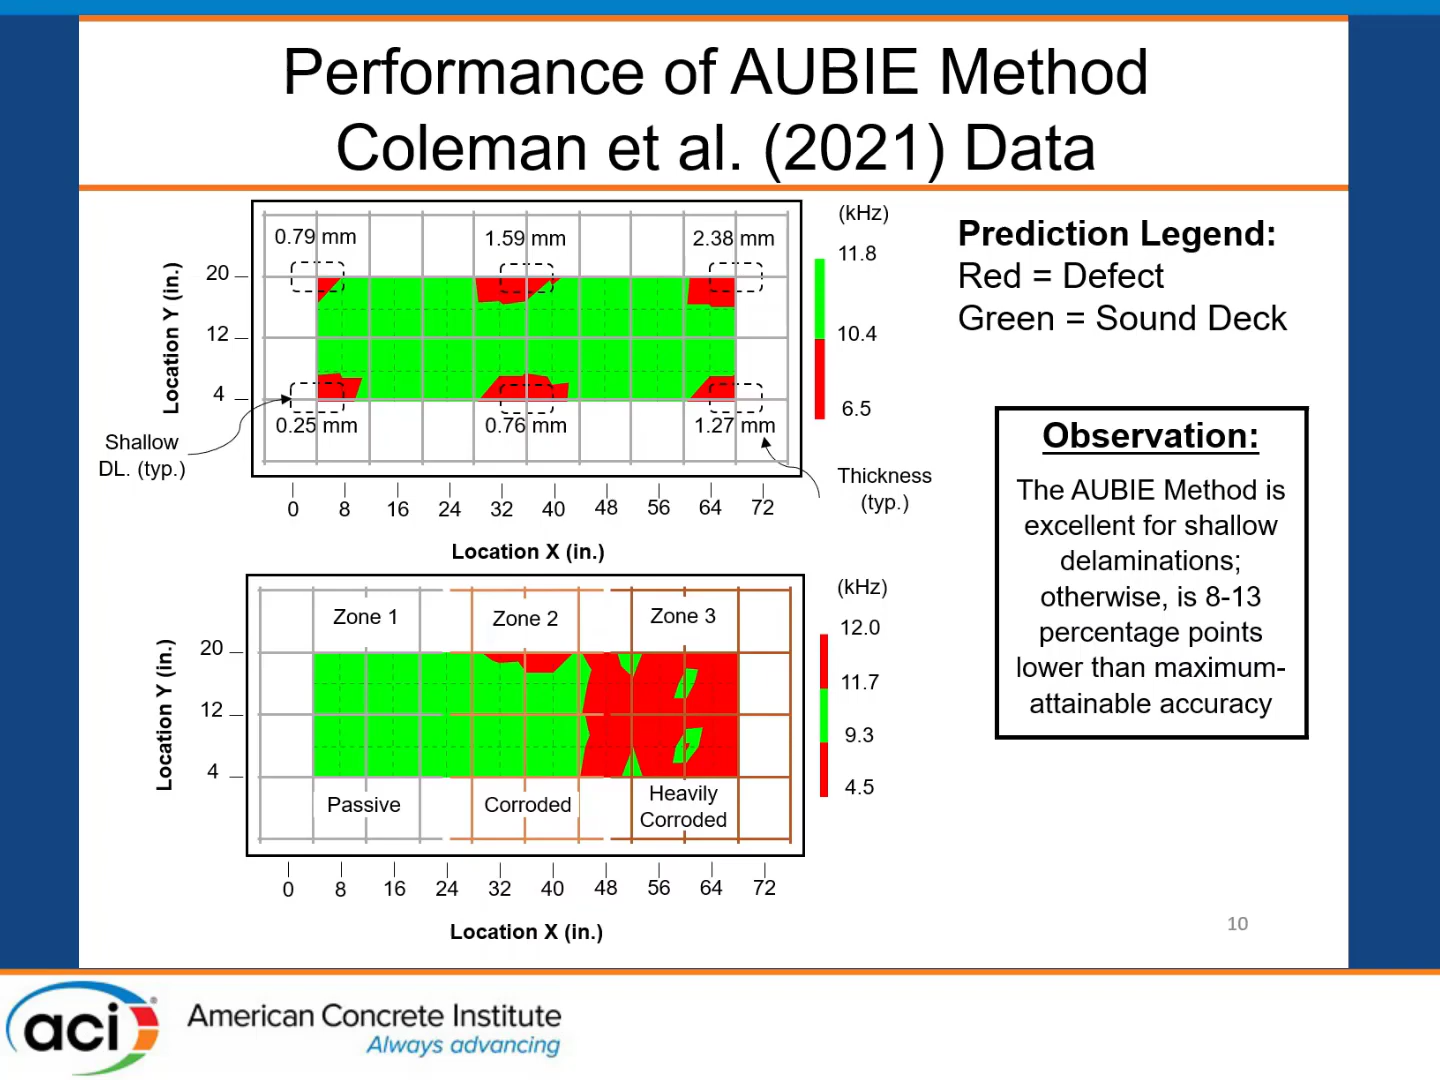 Performance of AUBIE Method
Coleman et al. (2021) Data
0.79 mm
1.59 mm
2.38 mm
Location Y (in.)
20
12
4
0.25 mm
0.76 mm
1.27 mm
Shallow
DL. (typ.)
Thickness
(typ.)
0 8 16 24 32 40 48 56 64 72
Location X (in.)
(kHz)
11.8
10.4
6.5
Prediction Legend:
Red = Defect
Green = Sound Deck
Observation:
The AUBIE Method is
excellent for shallow
delaminations;
otherwise, is 8-13
percentage points
lower than maximum-
attainable accuracy
Zone 1
Zone 2
Zone 3
Location Y (in.)
20
12
4
Passive
Corroded
Heavily
Corroded
0 8 16 24 32 40 48 56 64 72
Location X (in.)
(kHz)
12.0
11.7
9.3
4.5
10
aci
American Concrete Institute
Always advancing